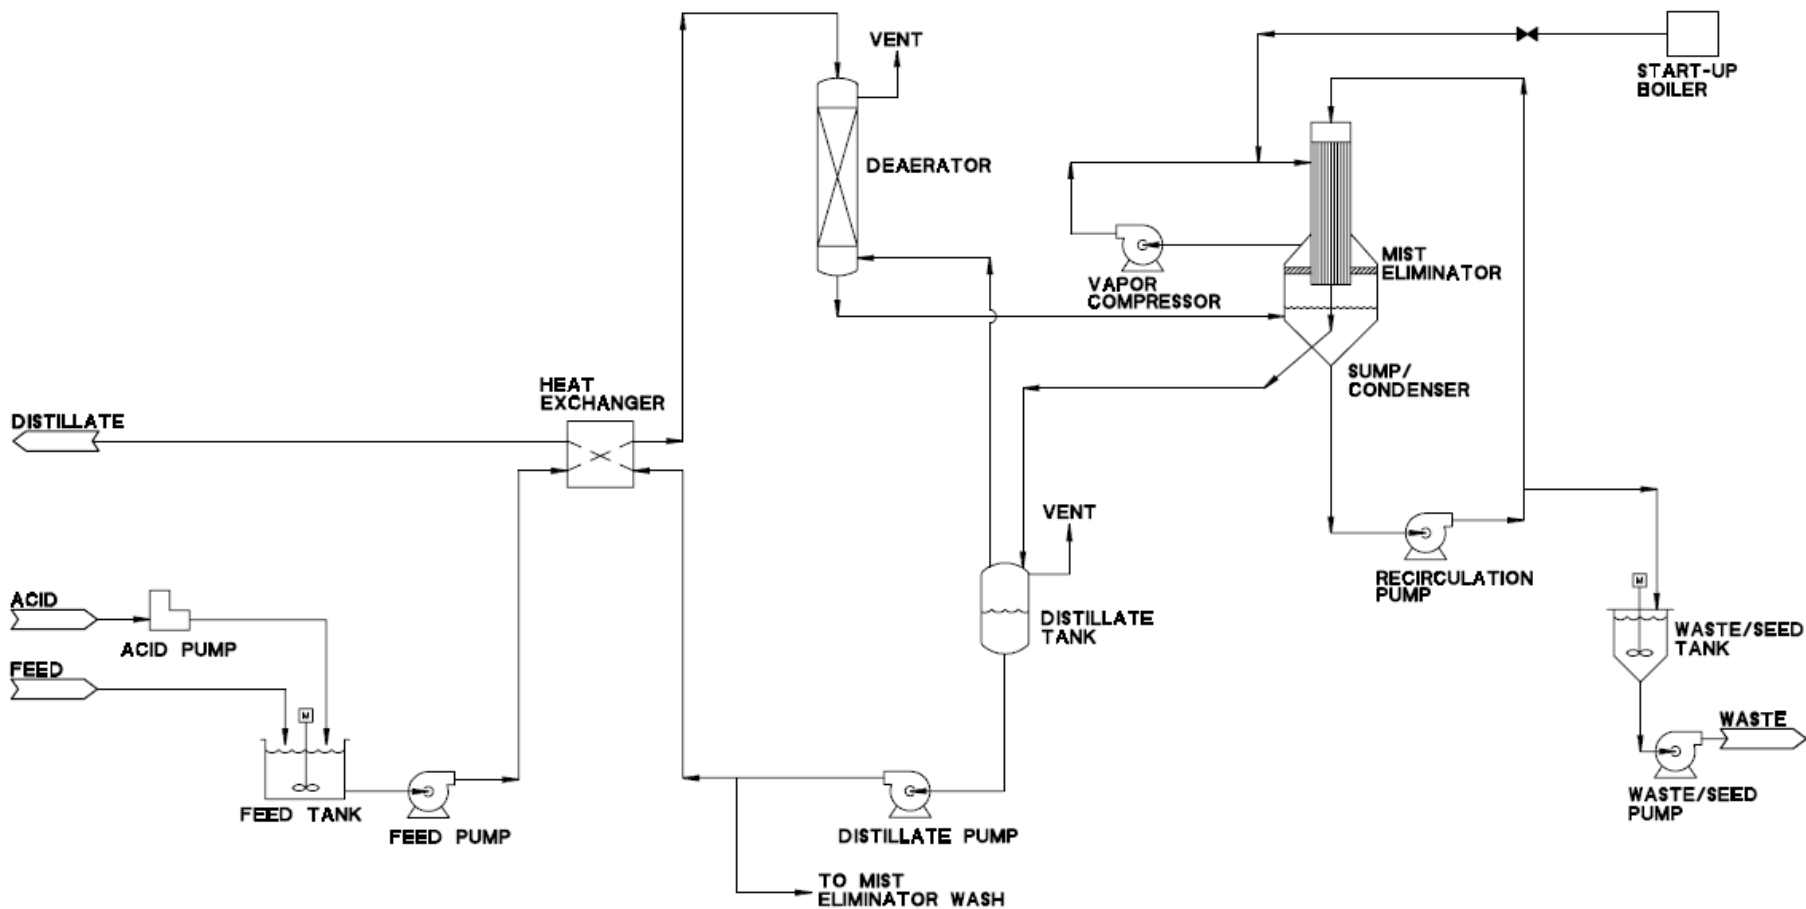 VENT
START-UP
BOILER
DEAERATOR
MIST
ELIMINATOR
VAPOR
COMPRESSOR
SUMP/
CONDENSER
HEAT
EXCHANGER
DISTILLATE
VENT
RECIRCULATION
PUMP
M
DISTILLATE
TANK
WASTE/SEED
TANK
ACID
ACID PUMP
FEED
M
WASTE
FEED TANK
FEED PUMP
DISTILLATE PUMP
WASTE/SEED
PUMP
TO MIST
ELIMINATOR WASH